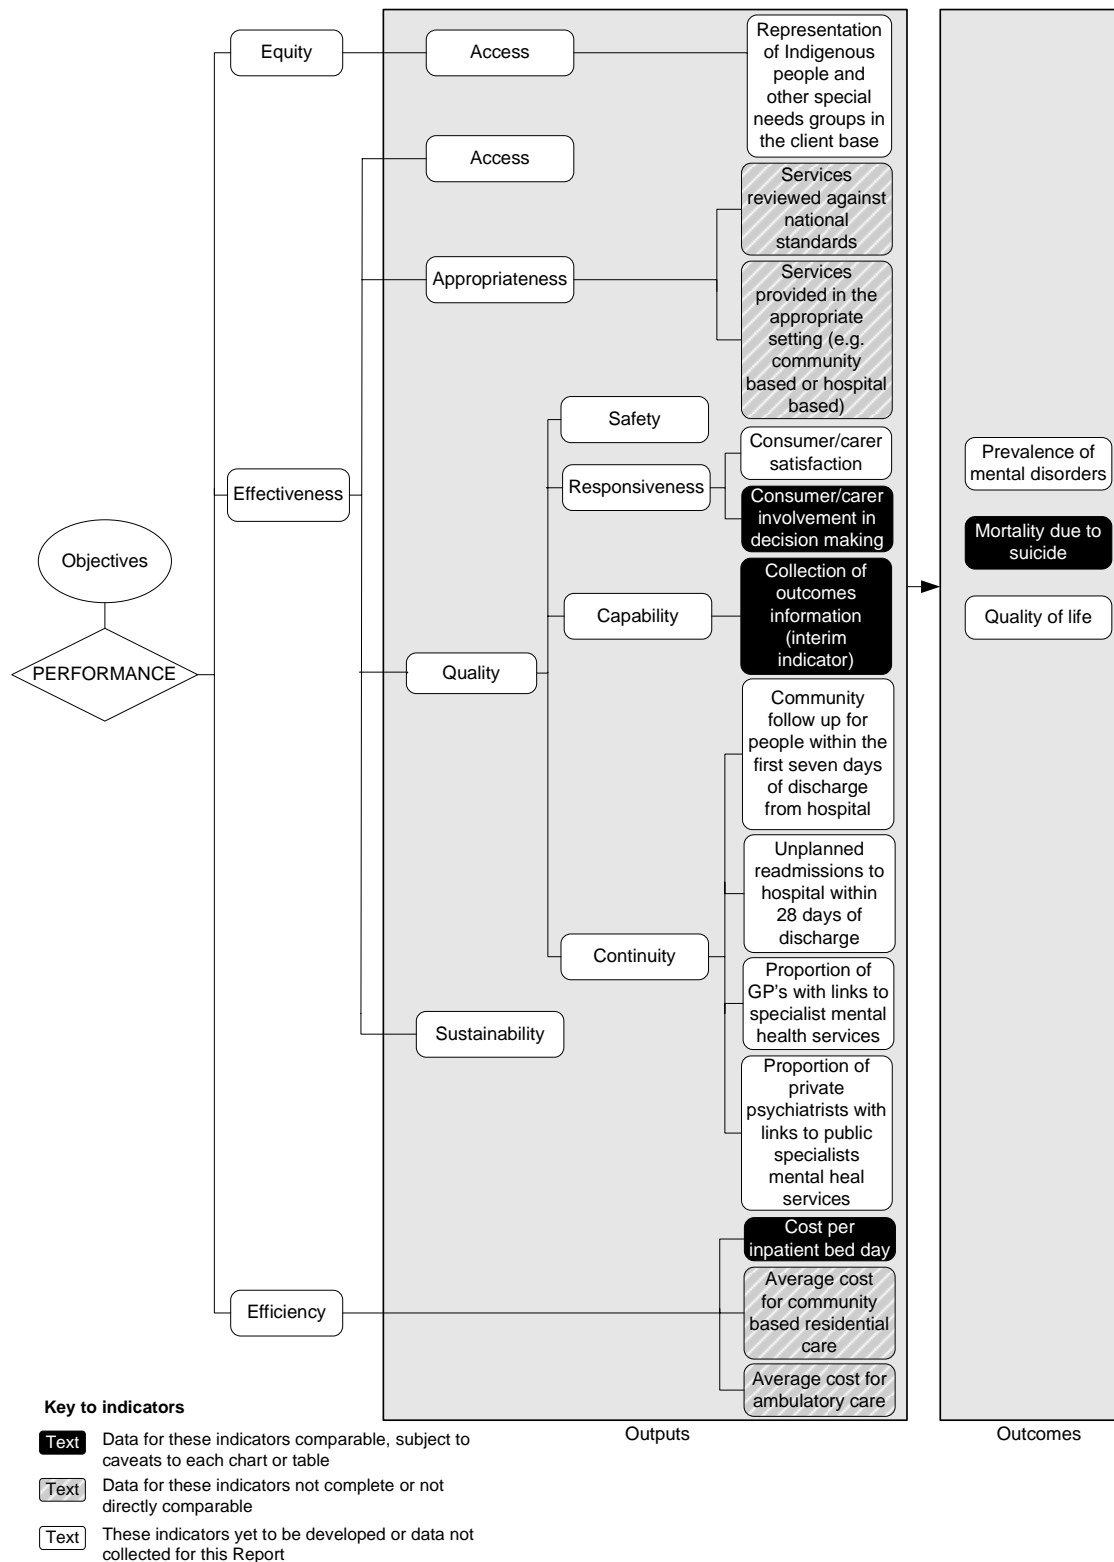 Equity
Access
Representation
of Indigenous
people and
other special
needs groups in
the client base
Access
Services
reviewed against
national
standards
Appropriateness
Services
provided in the
appropriate
setting (e.g.
community
based or hospital
based)
Safety
Consumer/carer
satisfaction
Responsiveness
Effectiveness
Consumer/carer
involvement in
decision making
Prevalence of
mental disorders
Mortality due to
suicide
Quality of life
Objectives
PERFORMANCE
Capability
Collection of
outcomes
information
(interim
indicator)
Quality
Community
follow up for
people within the
first seven days
of discharge
from hospital
Unplanned
readmissions to
hospital within
28 days of
discharge
Continuity
Proportion of
GP's with links to
specialist mental
health services
Sustainability
Proportion of
private
psychiatrists with
links to public
specialists
mental heal
services
Cost per
inpatient bed day
Efficiency
Average cost
for community
based residential
care
Average cost for
ambulatory care
Outputs
Outcomes
Key to indicators
Text Data for these indicators comparable, subject to
caveats to each chart or table
Text Data for these indicators not complete or not
directly comparable
Text These indicators yet to be developed or data not
collected for this Report